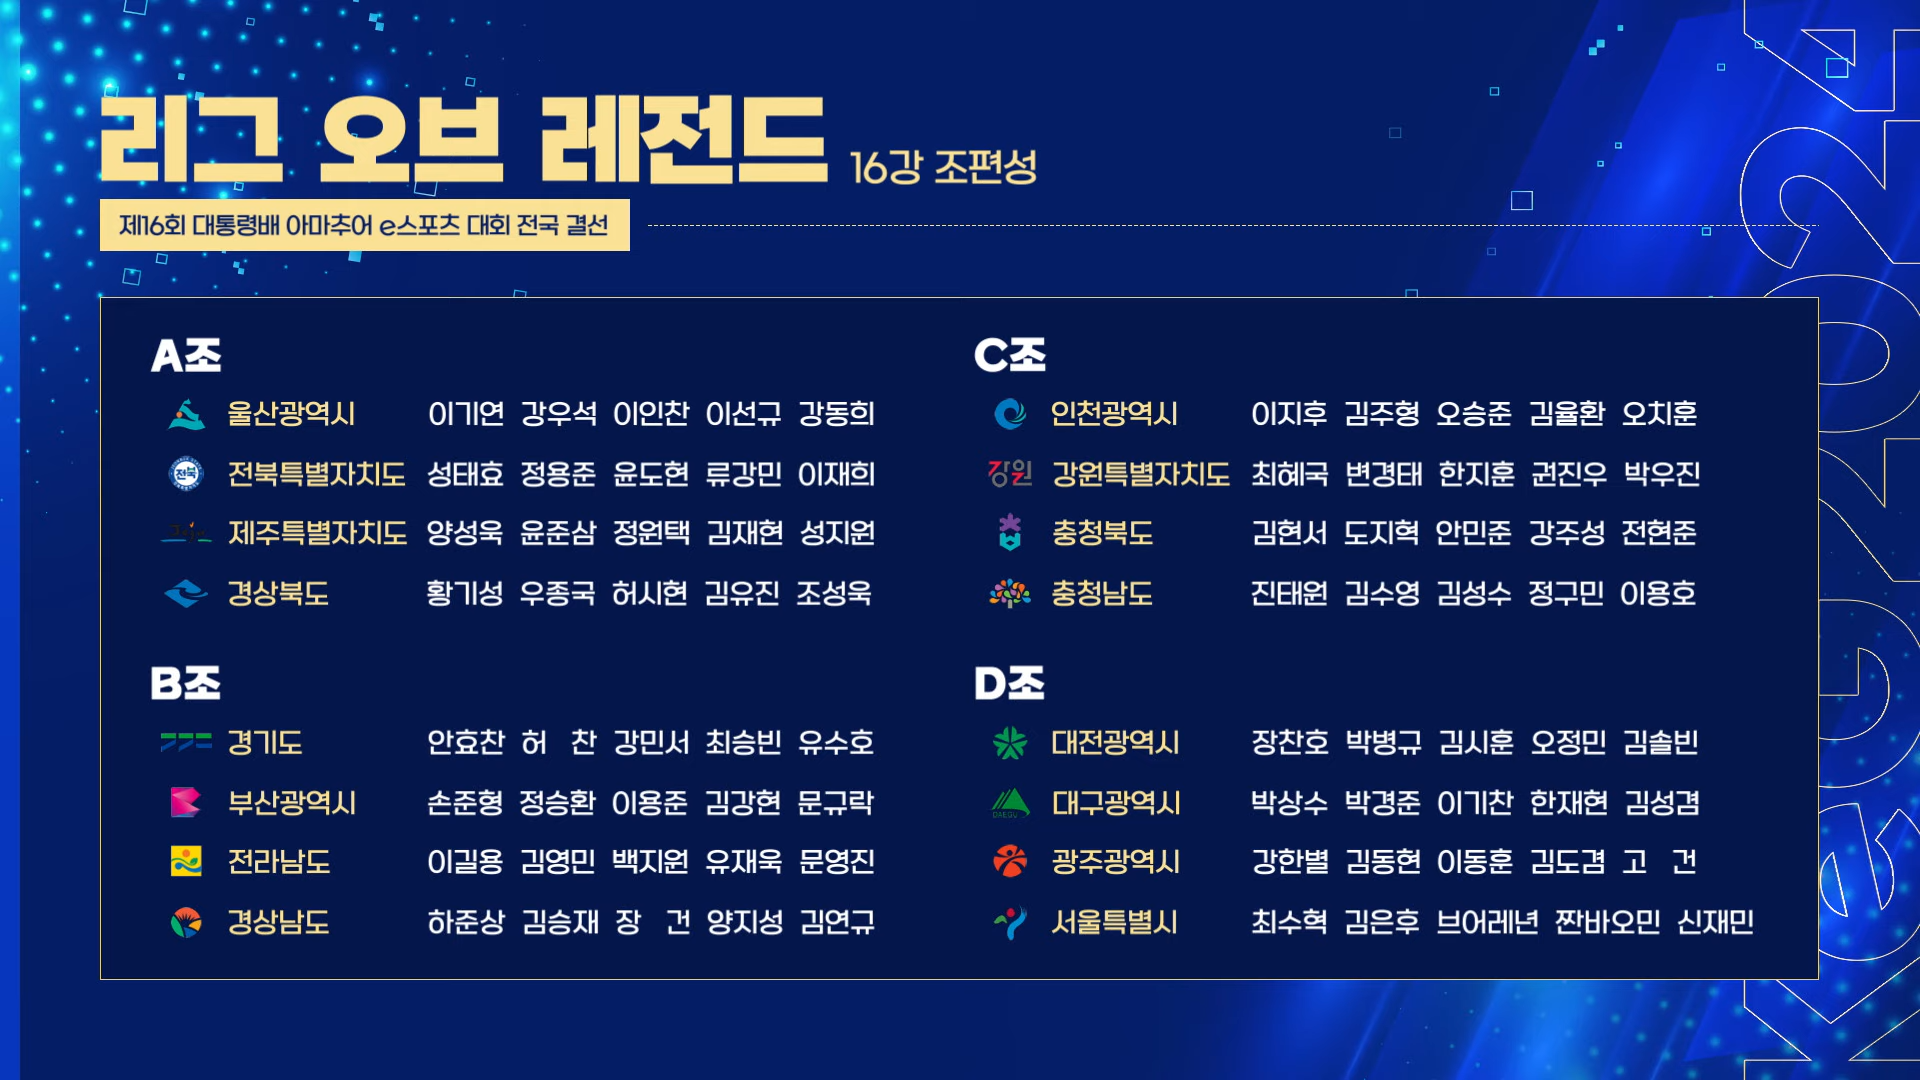 리그 오브 레전드 16강 조편성
제16회 대통령배 아마추어 e스포츠 대회 전국 결선
A조
울산광역시 이기연 강우석 이인찬 이선규 강동희
전북특별자치도 성태효 정용준 윤도현 류강민 이재희
제주특별자치도 양성욱 윤준삼 정원택 김재현 성지원
경상북도 황기성 우종국 허시현 김유진 조성욱
B조
경기도 안효찬 허 찬 강민서 최승빈 유수호
부산광역시 손준형 정승환 이용준 김강현 문규락
전라남도 이길용 김영민 백지원 유재욱 문영진
경상남도 하준상 김승재 장 건 양지성 김연규
C조
인천광역시 이지후 김주형 오승준 김율환 오치훈
강원 강원특별자치도 최혜국 변경태 한지훈 권진우 박우진
충청북도 김현서 도지혁 안민준 강주성 전현준
충청남도 진태원 김수영 김성수 정구민 이용호
D조
대전광역시 장찬호 박병규 김시훈 오정민 김솔빈
DAEGU 대구광역시 박상수 박경준 이기찬 한재현 김성겸
광주광역시 강한별 김동현 이동훈 김도겸 고 건
서울특별시 최수혁 김은후 브어레년 짠바오민 신재민
KeG 2024